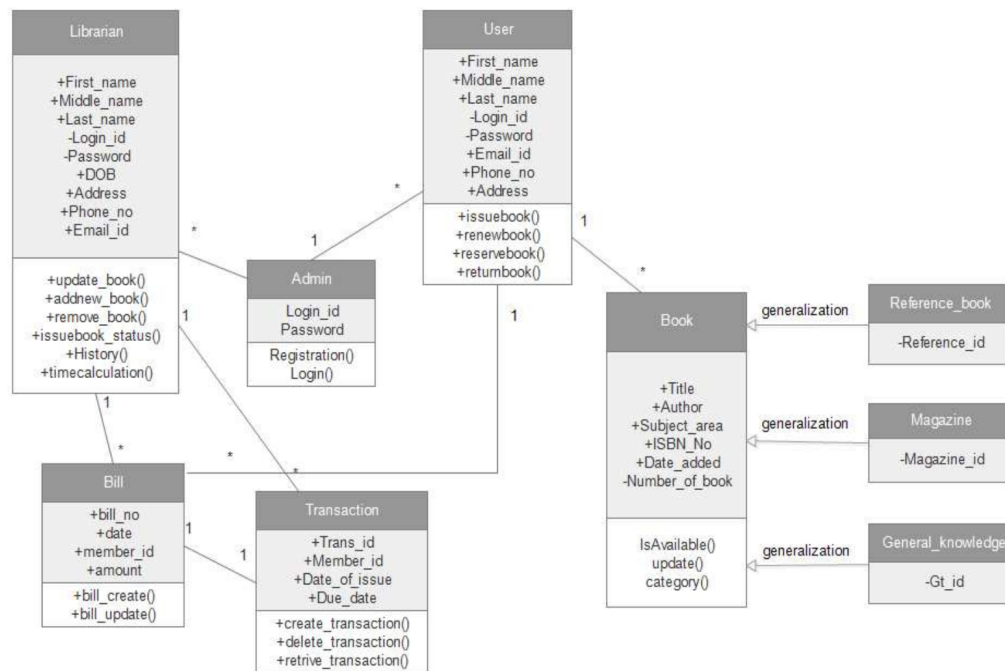 Librarian
+First_name
+Middle_name
+Last_name
-Login_id
-Password
+DOB
+Address
+Phone_no
+Email_id
+update_book()
+addnew_book()
+remove_book()
+issuebook_status()
+History()
+timecalculation()
User
+First_name
+Middle_name
+Last_name
-Login_id
-Password
+Email_id
+Phone_no
+Address
+issuebook()
+renewbook()
+reservebook()
+returnbook()
*
1
*
Admin
Login_id
Password
Registration()
Login()
1
*
1
1
1
*
*
*
Bill
+bill_no
+date
+member_id
+amount
+bill_create()
+bill_update()
1
1
Transaction
+Trans_id
+Member_id
+Date_of_issue
+Due_date
+create_transaction()
+delete_transaction()
+retrive_transaction()
Book
+Title
+Author
+Subject_area
+ISBN_No
+Date_added
-Number_of_book
IsAvailable()
update()
category()
generalization
Reference_book
-Reference_id
generalization
Magazine
-Magazine_id
generalization
General_knowledge
-Gt_id